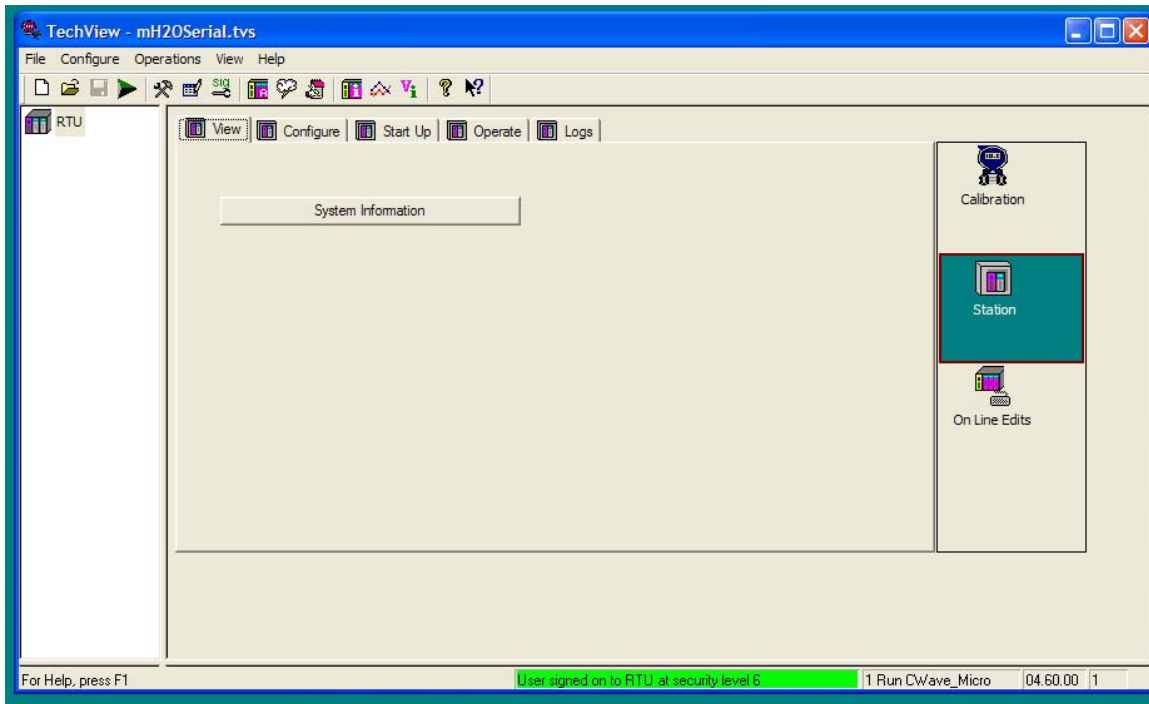 TechView - mH2OSerial.tvs
File Configure Operations View Help
SIG
RTU
View Configure Start Up Operate Logs
System Information
Calibration
Station
On Line Edits
For Help, press F1
User signed on to RTU at security level 6
1 Run CWave_Micro
04.60.00
1